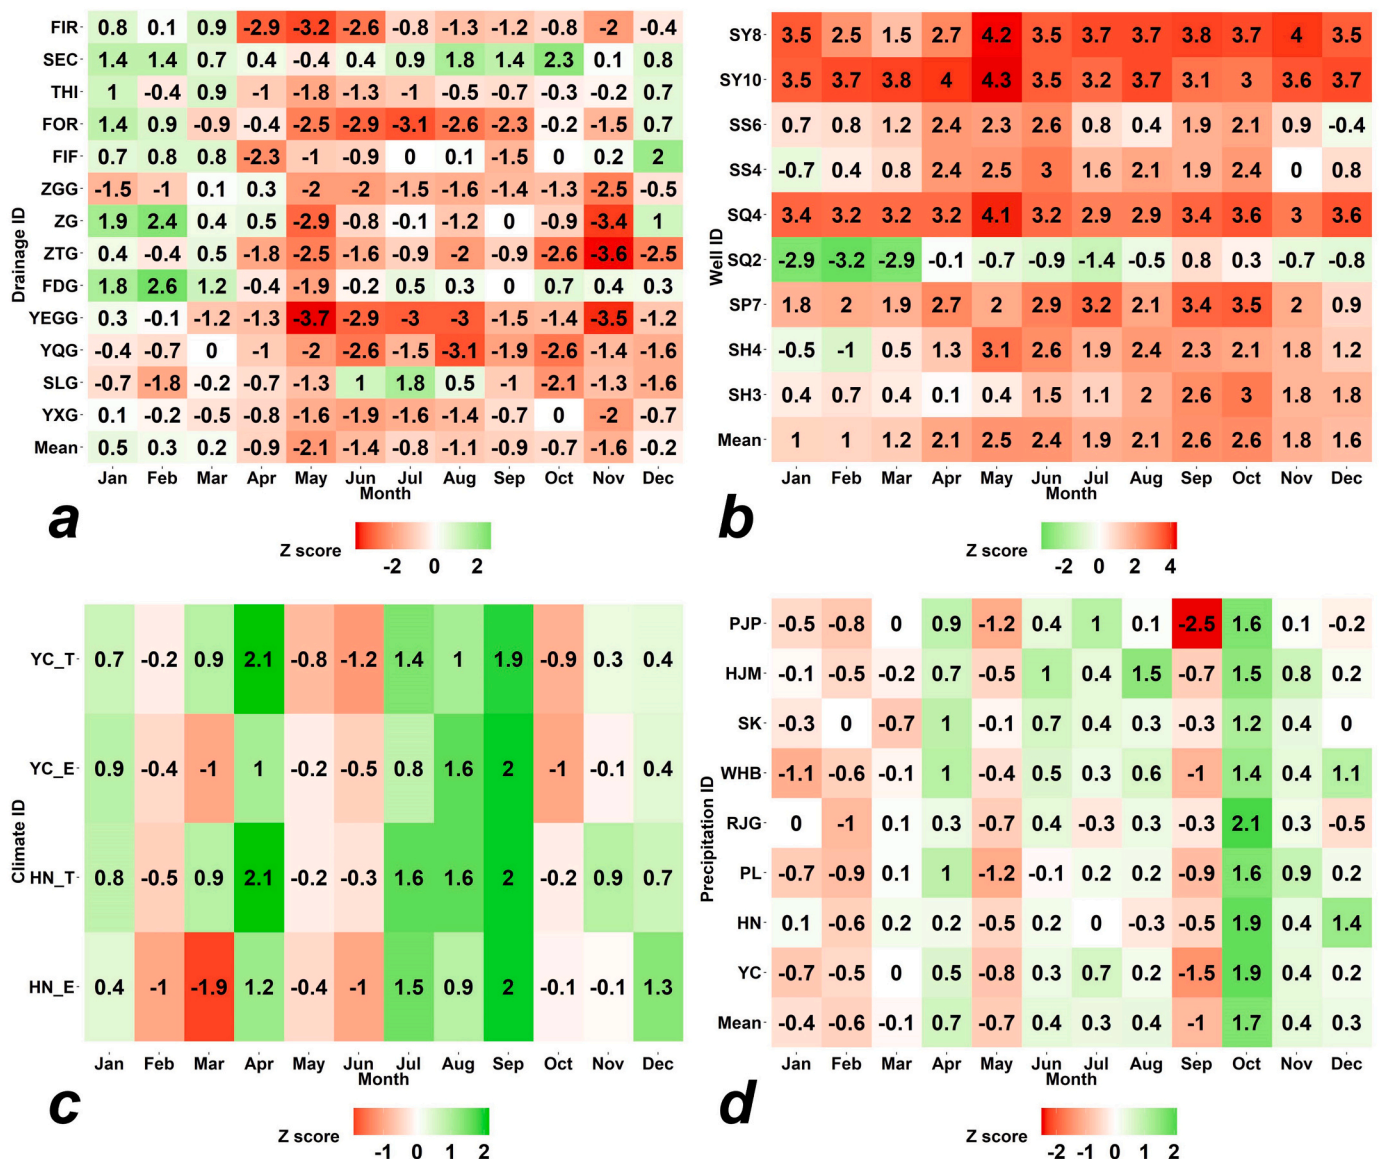 FIR 0.8 0.1 0.9 -2.9 -3.2 -2.6 -0.8 -1.3 -1.2 -0.8 -2 -0.4
SEC 1.4 1.4 0.7 0.4 -0.4 0.4 0.9 1.8 1.4 2.3 0.1 0.8
THI 1 -0.4 0.9 -1 -1.8 -1.3 -1 -0.5 -0.7 -0.3 -0.2 0.7
FOR 1.4 0.9 -0.9 -0.4 -2.5 -2.9 -3.1 -2.6 -2.3 -0.2 -1.5 0.7
FIF 0.7 0.8 0.8 -2.3 -1 -0.9 0 0.1 -1.5 0 0.2 2
ZGG -1.5 -1 0.1 0.3 -2 -2 -1.5 -1.6 -1.4 -1.3 -2.5 -0.5
ZG 1.9 2.4 0.4 0.5 -2.9 -0.8 -0.1 -1.2 0 -0.9 -3.4 1
ZTG 0.4 -0.4 0.5 -1.8 -2.5 -1.6 -0.9 -2 -0.9 -2.6 -3.6 -2.5
FDG 1.8 2.6 1.2 -0.4 -1.9 -0.2 0.5 0.3 0 0.7 0.4 0.3
YEGG 0.3 -0.1 -1.2 -1.3 -3.7 -2.9 -3 -3 -1.5 -1.4 -3.5 -1.2
YQG -0.4 -0.7 0 -1 -2 -2.6 -1.5 -3.1 -1.9 -2.6 -1.4 -1.6
SLG -0.7 -1.8 -0.2 -0.7 -1.3 1 1.8 0.5 -1 -2.1 -1.3 -1.6
YXG 0.1 -0.2 -0.5 -0.8 -1.6 -1.9 -1.6 -1.4 -0.7 0 -2 -0.7
Mean 0.5 0.3 0.2 -0.9 -2.1 -1.4 -0.8 -1.1 -0.9 -0.7 -1.6 -0.2
Drainage ID
Jan Feb Mar Apr May Jun Jul Aug Sep Oct Nov Dec
Month
a
Z score
-2 0 2
SY8 3.5 2.5 1.5 2.7 4.2 3.5 3.7 3.7 3.8 3.7 4 3.5
SY10 3.5 3.7 3.8 4 4.3 3.5 3.2 3.7 3.1 3 3.6 3.7
SS6 0.7 0.8 1.2 2.4 2.3 2.6 0.8 0.4 1.9 2.1 0.9 -0.4
SS4 -0.7 0.4 0.8 2.4 2.5 3 1.6 2.1 1.9 2.4 0 0.8
SQ4 3.4 3.2 3.2 3.2 4.1 3.2 2.9 2.9 3.4 3.6 3 3.6
SQ2 -2.9 -3.2 -2.9 -0.1 -0.7 -0.9 -1.4 -0.5 0.8 0.3 -0.7 -0.8
SP7 1.8 2 1.9 2.7 2 2.9 3.2 2.1 3.4 3.5 2 0.9
SH4 -0.5 -1 0.5 1.3 3.1 2.6 1.9 2.4 2.3 2.1 1.8 1.2
SH3 0.4 0.7 0.4 0.1 0.4 1.5 1.1 2 2.6 3 1.8 1.8
Mean 1 1 1.2 2.1 2.5 2.4 1.9 2.1 2.6 2.6 1.8 1.6
Well ID
Jan Feb Mar Apr May Jun Jul Aug Sep Oct Nov Dec
Month
b
Z score
-2 0 2 4
YC_T 0.7 -0.2 0.9 2.1 -0.8 -1.2 1.4 1 1.9 -0.9 0.3 0.4
YC_E 0.9 -0.4 -1 1 -0.2 -0.5 0.8 1.6 2 -1 -0.1 0.4
HN_T 0.8 -0.5 0.9 2.1 -0.2 -0.3 1.6 1.6 2 -0.2 0.9 0.7
HN_E 0.4 -1 -1.9 1.2 -0.4 -1 1.5 0.9 2 -0.1 -0.1 1.3
Climate ID
Jan Feb Mar Apr May Jun Jul Aug Sep Oct Nov Dec
Month
c
Z score
-1 0 1 2
PJP -0.5 -0.8 0 0.9 -1.2 0.4 1 0.1 -2.5 1.6 0.1 -0.2
HJM -0.1 -0.5 -0.2 0.7 -0.5 1 0.4 1.5 -0.7 1.5 0.8 0.2
SK -0.3 0 -0.7 1 -0.1 0.7 0.4 0.3 -0.3 1.2 0.4 0
WHB -1.1 -0.6 -0.1 1 -0.4 0.5 0.3 0.6 -1 1.4 0.4 1.1
RJG 0 -1 0.1 0.3 -0.7 0.4 -0.3 0.3 -0.3 2.1 0.3 -0.5
PL -0.7 -0.9 0.1 1 -1.2 -0.1 0.2 0.2 -0.9 1.6 0.9 0.2
HN 0.1 -0.6 0.2 0.2 -0.5 0.2 0 -0.3 -0.5 1.9 0.4 1.4
YC -0.7 -0.5 0 0.5 -0.8 0.3 0.7 0.2 -1.5 1.9 0.4 0.2
Mean -0.4 -0.6 -0.1 0.7 -0.7 0.4 0.3 0.4 -1 1.7 0.4 0.3
Precipitation ID
Jan Feb Mar Apr May Jun Jul Aug Sep Oct Nov Dec
Month
d
Z score
-2 -1 0 1 2